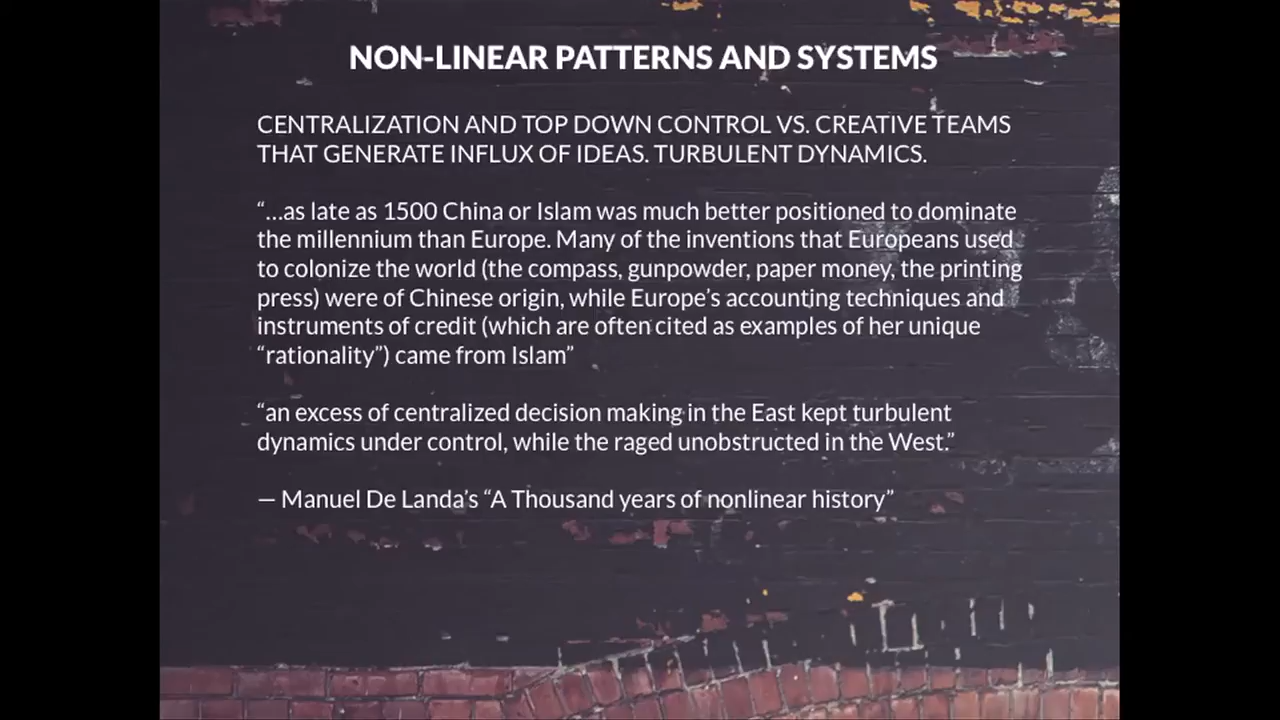 NON-LINEAR PATTERNS AND SYSTEMS
CENTRALIZATION AND TOP DOWN CONTROL VS. CREATIVE TEAMS
THAT GENERATE INFLUX OF IDEAS. TURBULENT DYNAMICS.
“...as late as 1500 China or Islam was much better positioned to dominate
the millennium than Europe. Many of the inventions that Europeans used
to colonize the world (the compass, gunpowder, paper money, the printing
press) were of Chinese origin, while Europe’s accounting techniques and
instruments of credit (which are often cited as examples of her unique
“rationality”) came from Islam”
“an excess of centralized decision making in the East kept turbulent
dynamics under control, while the raged unobstructed in the West.”
— Manuel De Landa’s “A Thousand years of nonlinear history”